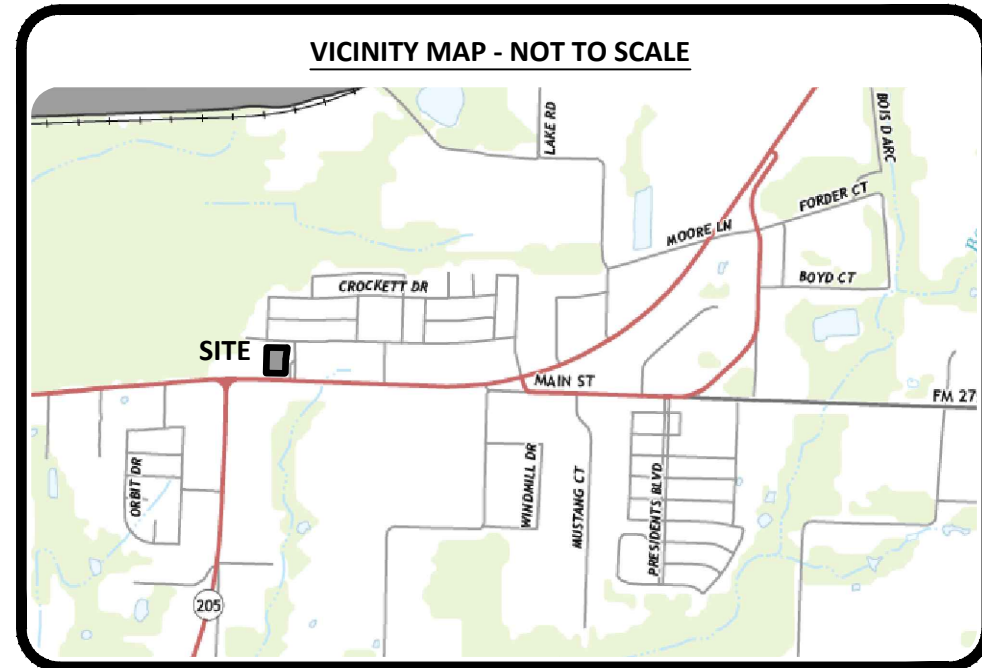 VICINITY MAP - NOT TO SCALE
LAKE RD
BOIS D ARC
FORDER CT
MOORE LN
BOYD CT
CROCKETT DR
SITE
MAIN ST
FM 27
ORBIT DR
WINDMILL DR
MUSTANG CT
PRESIDENTS BLVD
205